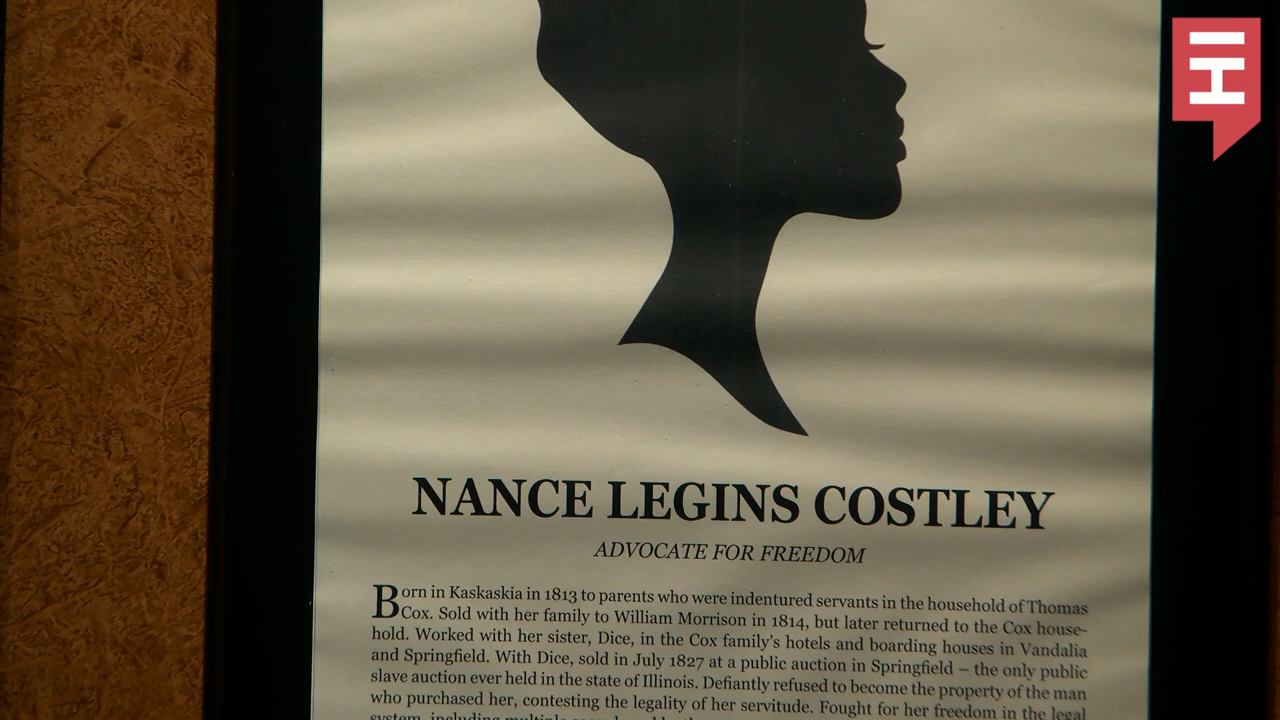 NANCE LEGINS COSTLEY
ADVOCATE FOR FREEDOM
Born in Kaskaskia in 1813 to parents who were indentured servants in the household of Thomas
Cox. Sold with her family to William Morrison in 1814, but later returned to the Cox house-
hold. Worked with her sister, Dice, in the Cox family's hotels and boarding houses in Vandalia
and Springfield. With Dice, sold in July 1827 at a public auction in Springfield – the only public
slave auction ever held in the state of Illinois. Defiantly refused to become the property of the man
who purchased her, contesting the legality of her servitude. Fought for her freedom in the legal
system, including multiple